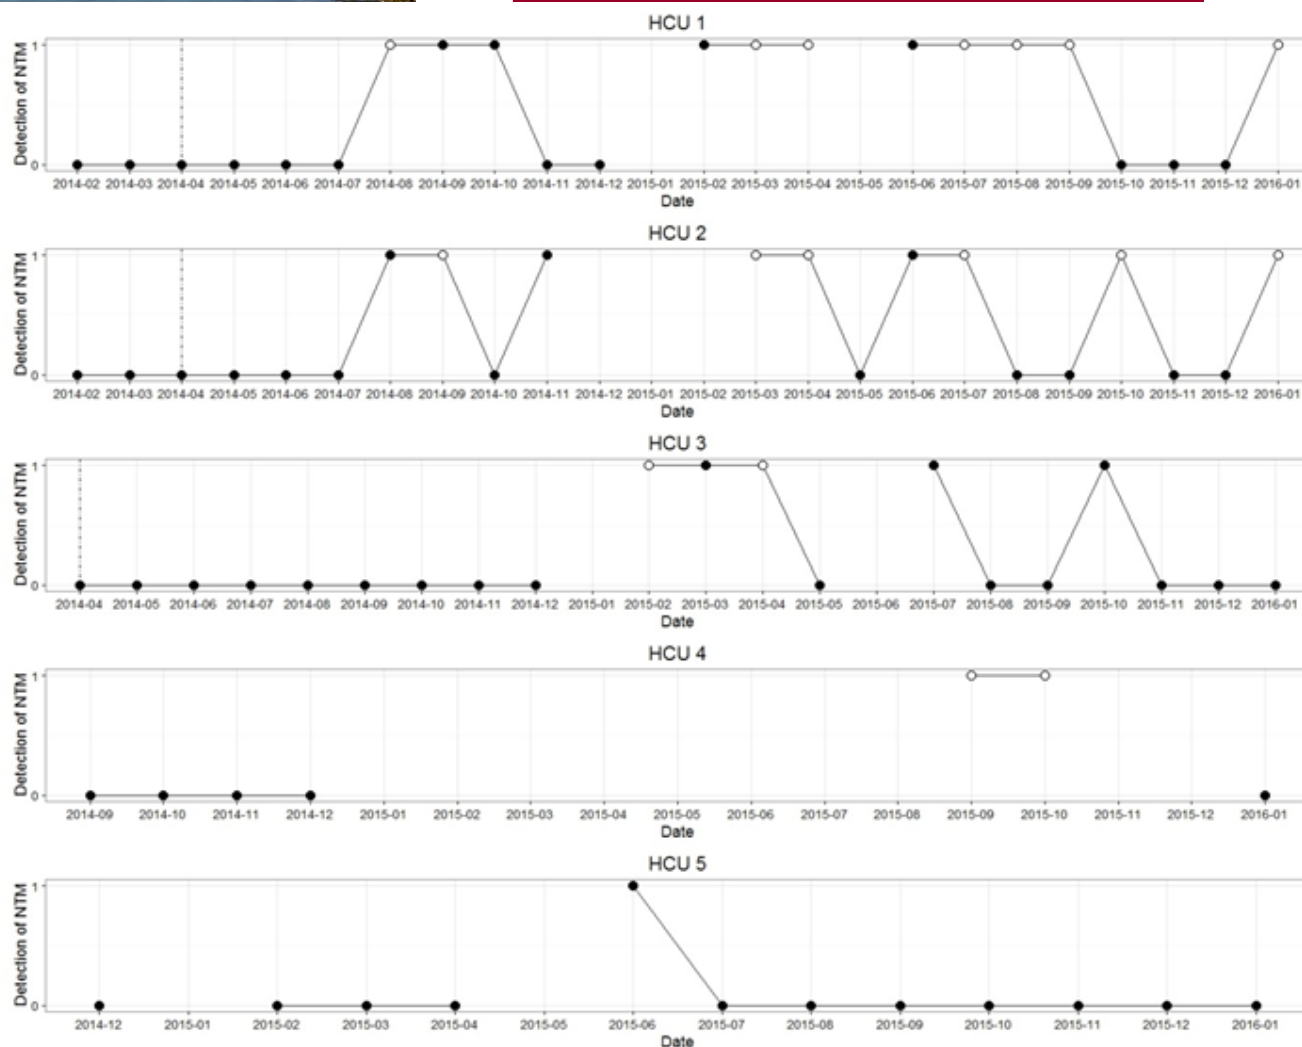 HCU 1
Detection of NTM
1
0
2014-02 2014-03 2014-04 2014-05 2014-06 2014-07 2014-08 2014-09 2014-10 2014-11 2014-12 2015-01 2015-02 2015-03 2015-04 2015-05 2015-06 2015-07 2015-08 2015-09 2015-10 2015-11 2015-12 2016-01
Date
HCU 2
Detection of NTM
1
0
2014-02 2014-03 2014-04 2014-05 2014-06 2014-07 2014-08 2014-09 2014-10 2014-11 2014-12 2015-01 2015-02 2015-03 2015-04 2015-05 2015-06 2015-07 2015-08 2015-09 2015-10 2015-11 2015-12 2016-01
Date
HCU 3
Detection of NTM
1
0
2014-04 2014-05 2014-06 2014-07 2014-08 2014-09 2014-10 2014-11 2014-12 2015-01 2015-02 2015-03 2015-04 2015-05 2015-06 2015-07 2015-08 2015-09 2015-10 2015-11 2015-12 2016-01
Date
HCU 4
Detection of NTM
1
0
2014-09 2014-10 2014-11 2014-12 2015-01 2015-02 2015-03 2015-04 2015-05 2015-06 2015-07 2015-08 2015-09 2015-10 2015-11 2015-12 2016-01
Date
HCU 5
Detection of NTM
1
0
2014-12 2015-01 2015-02 2015-03 2015-04 2015-05 2015-06 2015-07 2015-08 2015-09 2015-10 2015-11 2015-12 2016-01
Date